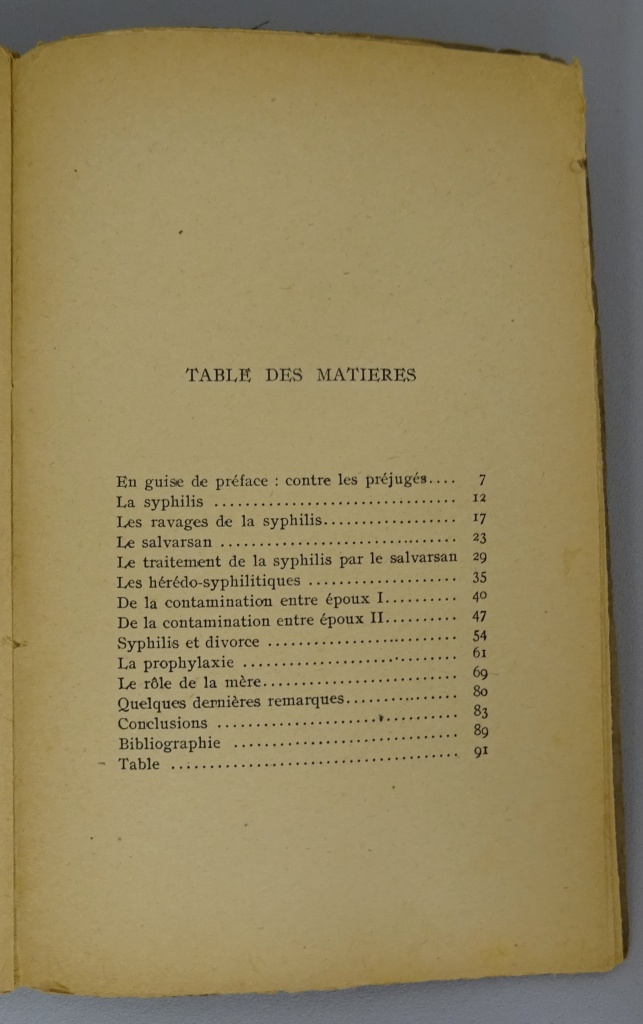 TABLE DES MATIERES
En guise de préface : contre les préjugés.... 7
La syphilis ............................... 12
Les ravages de la syphilis................. 17
Le salvarsan .............................. 23
Le traitement de la syphilis par le salvarsan 29
Les hérédo-syphilitiques ................... 35
De la contamination entre époux I.......... 40
De la contamination entre époux II......... 47
Syphilis et divorce ........................ 54
La prophylaxie ............................ 61
Le rôle de la mère......................... 69
Quelques dernières remarques............... 80
Conclusions ............................... 83
Bibliographie ............................. 89
Table ..................................... 91